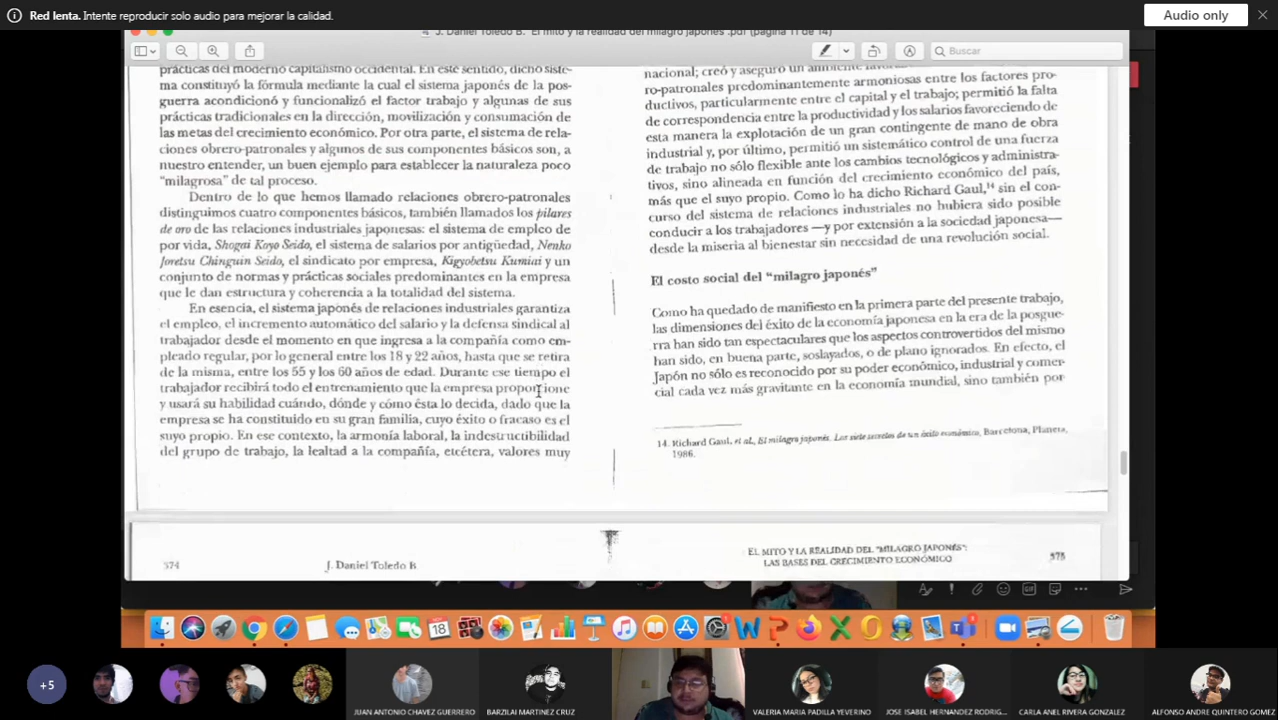 Red lenta. Intente reproducir solo audio para mejorar la calidad.
Audio only
J. Daniel Toledo B. El mito y la realidad del milagro japonés .pdf (página 11 de 14)
Buscar
prácticas del moderno capitalismo occidental. En este sentido, dicho siste-
ma constituyó la fórmula mediante la cual el sistema japonés de la pos-
guerra acondicionó y funcionalizó el factor trabajo y algunas de sus
prácticas tradicionales en la dirección, movilización y consumación de
las metas del crecimiento económico. Por otra parte, el sistema de rela-
ciones obrero-patronales y algunos de sus componentes básicos son, a
nuestro entender, un buen ejemplo para establecer la naturaleza poco
“milagrosa” de tal proceso.
Dentro de lo que hemos llamado relaciones obrero-patronales
distinguimos cuatro componentes básicos, también llamados los pilares
de oro de las relaciones industriales japonesas: el sistema de empleo de
por vida, Shogai Koyo Seido, el sistema de salarios por antigüedad, Nenko
Joretsu Chinguin Seido, el sindicato por empresa, Kigyobetsu Kumiai y un
conjunto de normas y prácticas sociales predominantes en la empresa
que le dan estructura y coherencia a la totalidad del sistema.
En esencia, el sistema japonés de relaciones industriales garantiza
el empleo, el incremento automático del salario y la defensa sindical al
trabajador desde el momento en que ingresa a la compañía como em-
pleado regular, por lo general entre los 18 y 22 años, hasta que se retira
de la misma, entre los 55 y los 60 años de edad. Durante ese tiempo el
trabajador recibirá todo el entrenamiento que la empresa proporcione
y usará su habilidad cuándo, dónde y cómo ésta lo decida, dado que la
empresa se ha constituido en su gran familia, cuyo éxito o fracaso es el
suyo propio. En ese contexto, la armonía laboral, la indestructibilidad
del grupo de trabajo, la lealtad a la compañía, etcétera, valores muy
nacional; creó y aseguró un ambiente
ro-patronales predominantemente armoniosas entre los factores pro-
ductivos, particularmente entre el capital y el trabajo; permitió la falta
de correspondencia entre la productividad y los salarios favoreciendo de
esta manera la explotación de un gran contingente de mano de obra
industrial y, por último, permitió un sistemático control de una fuerza
de trabajo no sólo flexible ante los cambios tecnológicos y administra-
tivos, sino alineada en función del crecimiento económico del país,
más que el suyo propio. Como lo ha dicho Richard Gaul,14 sin el con-
curso del sistema de relaciones industriales no hubiera sido posible
conducir a los trabajadores —y por extensión a la sociedad japonesa—
desde la miseria al bienestar sin necesidad de una revolución social.
El costo social del “milagro japonés”
Como ha quedado de manifiesto en la primera parte del presente trabajo,
las dimensiones del éxito de la economía japonesa en la era de la posgue-
rra han sido tan espectaculares que los aspectos controvertidos del mismo
han sido, en buena parte, soslayados, o de plano ignorados. En efecto, el
Japón no sólo es reconocido por su poder económico, industrial y comer-
cial cada vez más gravitante en la economía mundial, sino también por
14. Richard Gaul, et al., El milagro japonés. Los siete secretos de un éxito económico, Barcelona, Planeta,
1986.
574
J. Daniel Toledo B
EL MITO Y LA REALIDAD DEL “MILAGRO JAPONÉS”:
LAS BASES DEL CRECIMIENTO ECONÓMICO
575
GIF
18
+5
JUAN ANTONIO CHAVEZ GUERRERO
BARZILAI MARTINEZ CRUZ
VALERIA MARIA PADILLA YEVERINO
JOSE ISABEL HERNANDEZ RODRIG...
CARLA ANEL RIVERA GONZALEZ
ALFONSO ANDRE QUINTERO GOMEZ